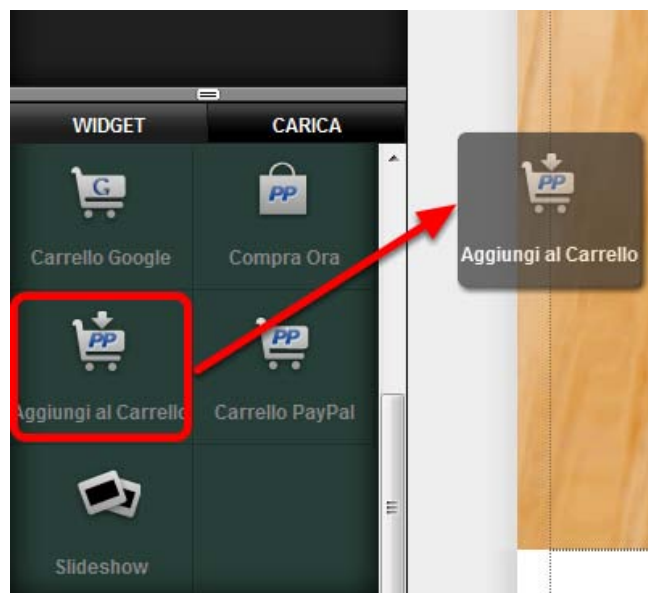 WIDGET CARICA
G PP PP
Carrello Google Compra Ora Aggiungi al Carrello
PP PP
Aggiungi al Carrello Carrello PayPal
Slideshow